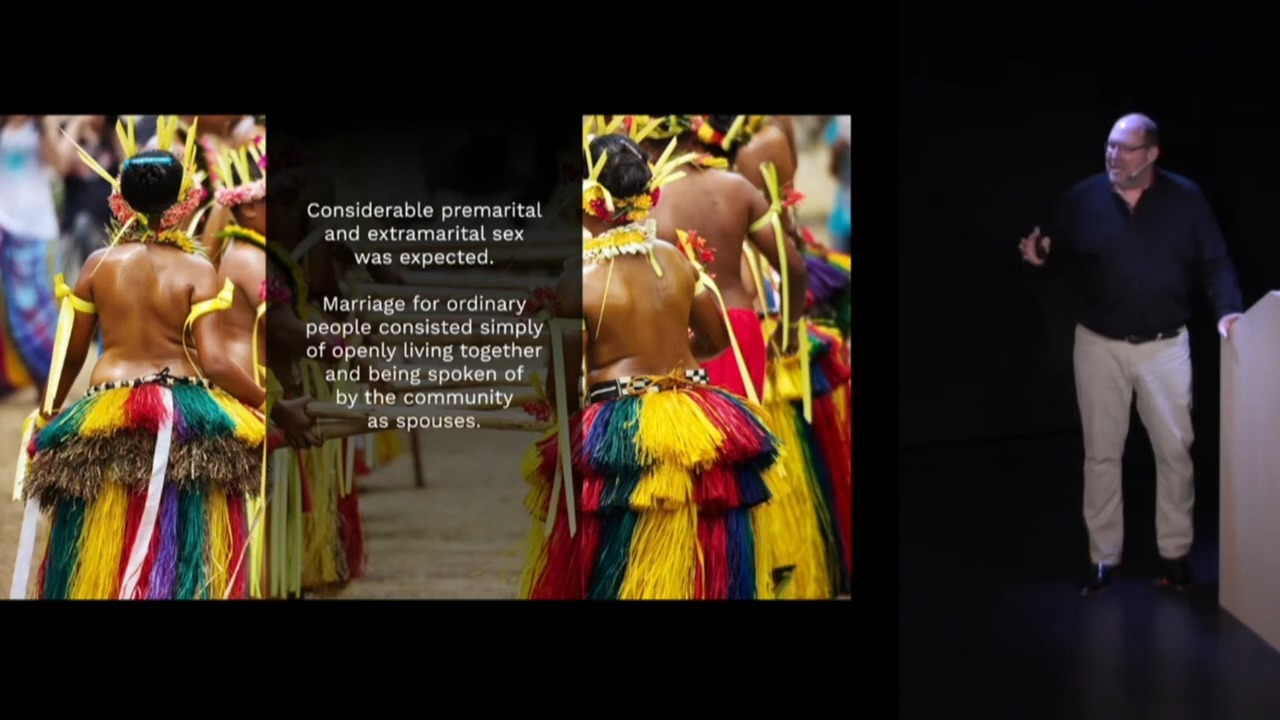 Considerable premarital
and extramarital sex
was expected.
Marriage for ordinary
people consisted simply
of openly living together
and being spoken of
by the community
as spouses.